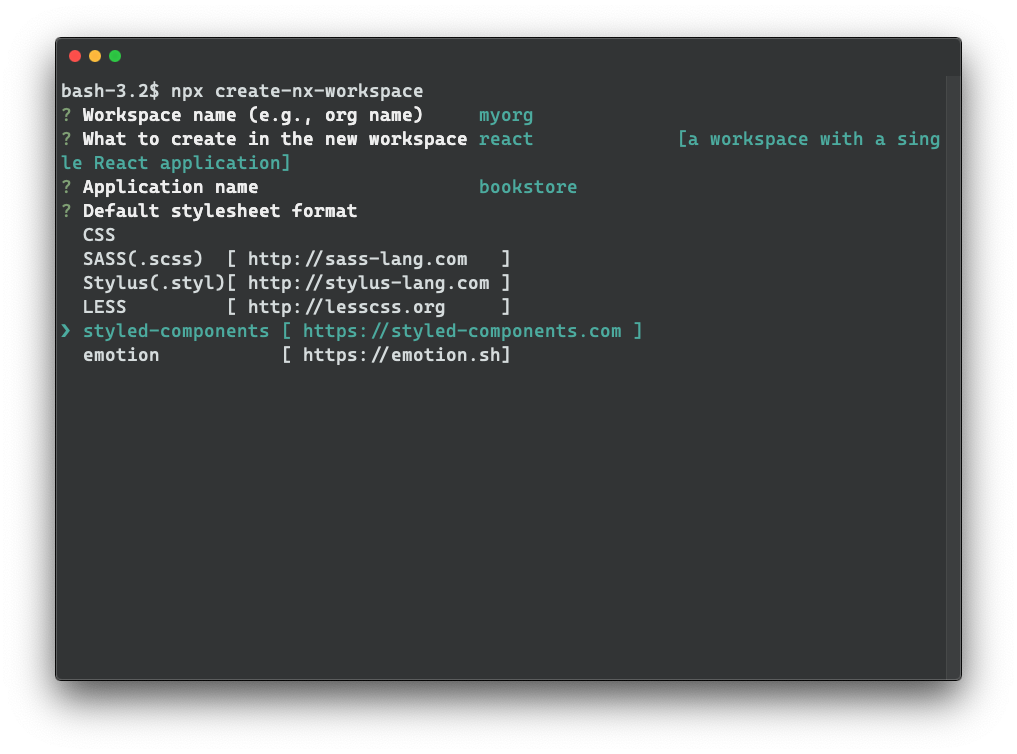 bash-3.2$ npx create-nx-workspace
? Workspace name (e.g., org name)     myorg
? What to create in the new workspace react             [a workspace with a sing
le React application]
? Application name                    bookstore
? Default stylesheet format
  CSS
  SASS(.scss)  [ http://sass-lang.com   ]
  Stylus(.styl)[ http://stylus-lang.com ]
  LESS         [ http://lesscss.org     ]
❯ styled-components [ https://styled-components.com ]
  emotion           [ https://emotion.sh]